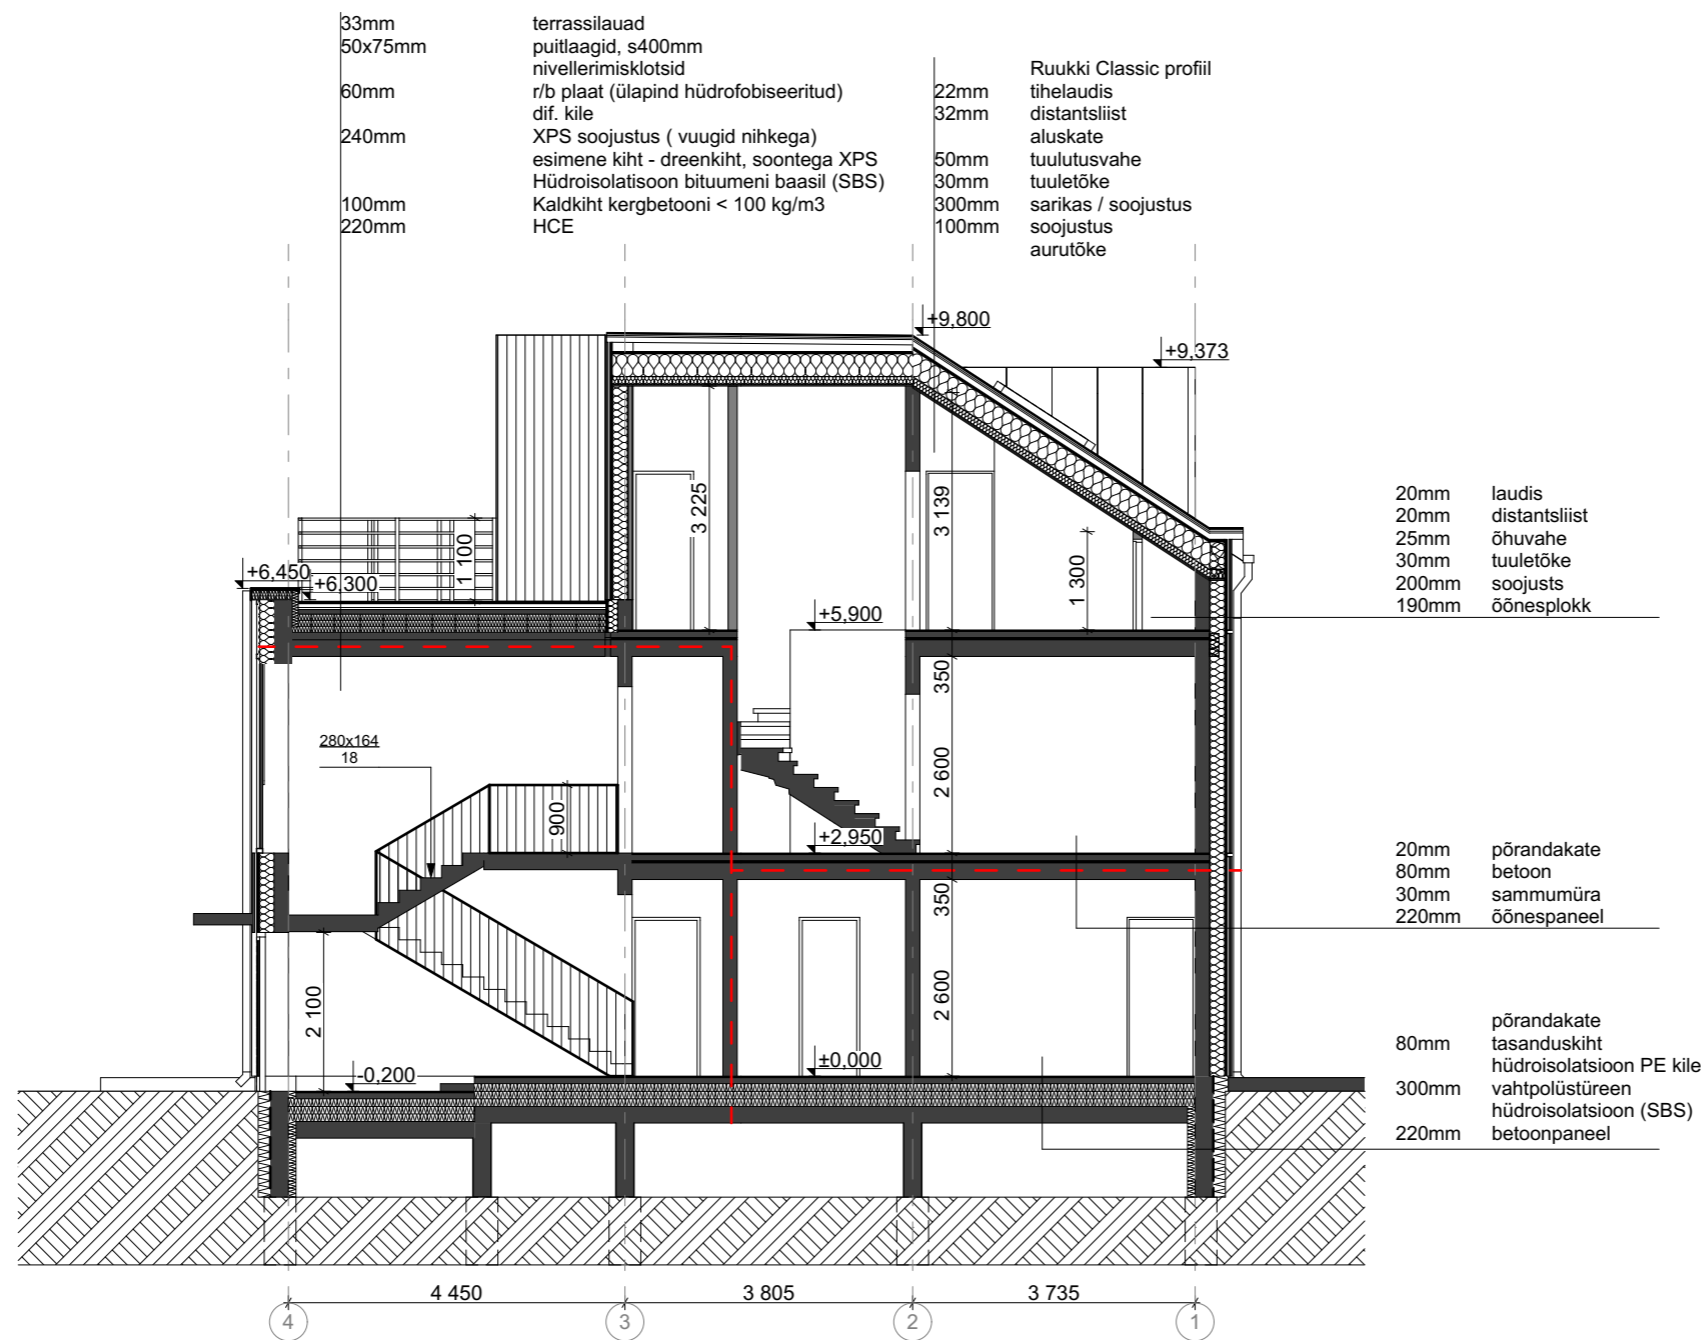 33mm terrassilauad
50x75mm puitlaagid, s400mm
nivellerimisklotsid
60mm r/b plaat (ülapind hüdrofobiseeritud)
dif. kile
240mm XPS soojustus ( vuugid nihkega)
esimene kiht - dreenkiht, soontega XPS
Hüdroisolatisoon bituumeni baasil (SBS)
100mm Kaldkiht kergbetooni < 100 kg/m3
220mm HCE
Ruukki Classic profiil
22mm tihelaudis
32mm distantsliist
aluskate
50mm tuulutusvahe
30mm tuuletõke
300mm sarikas / soojustus
100mm soojustus
aurutõke
+9,800
+9,373
3 225
3 139
1 300
1 100
+6,450
+6,300
+5,900
20mm laudis
20mm distantsliist
25mm õhuvahe
30mm tuuletõke
200mm soojusts
190mm õõnesplokk
350
280x164
18
2 600
900
+2,950
20mm põrandakate
80mm betoon
30mm sammumüra
220mm õõnespaneel
350
2 600
2 100
±0,000
-0,200
põrandakate
80mm tasanduskiht
hüdroisolatsioon PE kile
300mm vahtpolüstüreen
hüdroisolatsioon (SBS)
220mm betoonpaneel
4 450
3 805
3 735
4
3
2
1